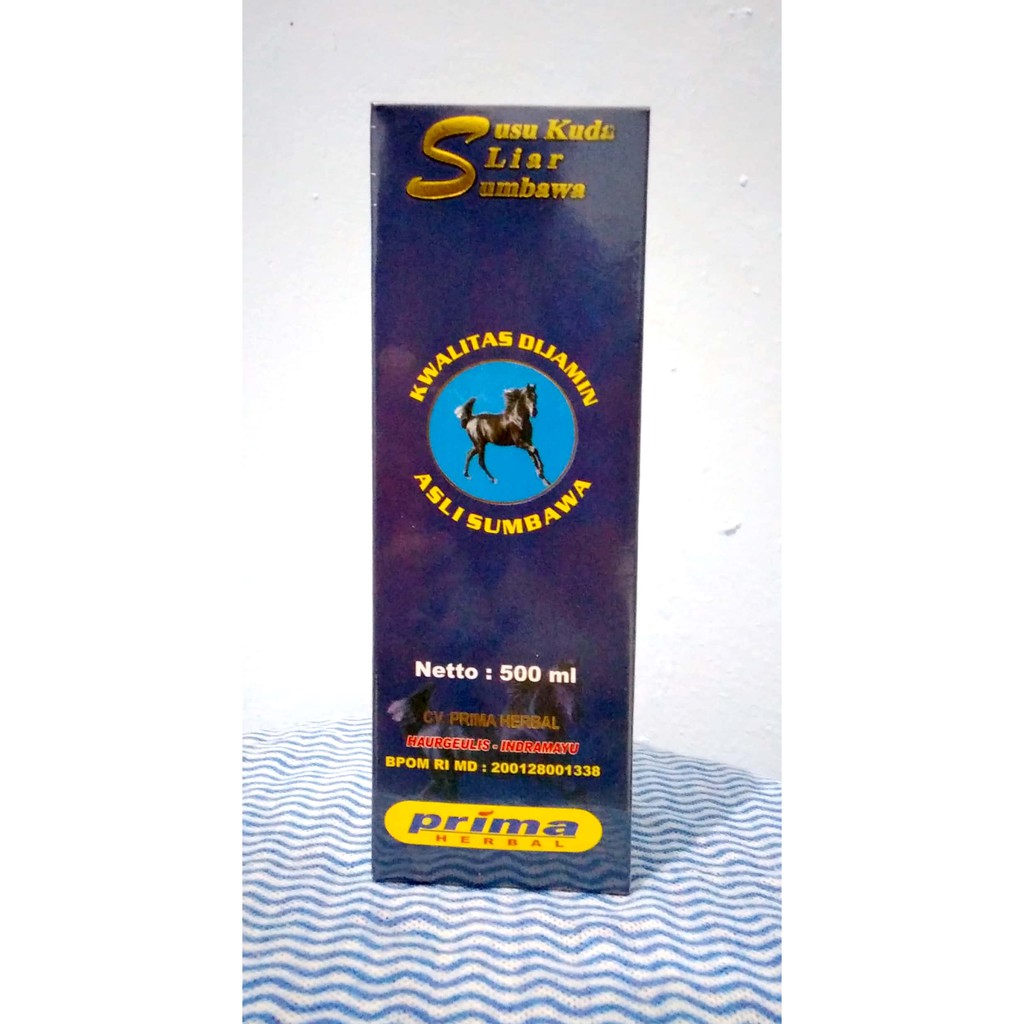 Susu Kuda
Liar
Sumbawa
KWALITAS DIJAMIN
ASLI SUMBAWA
Netto : 500 ml
CV PRIMA HERBAL
HAURGEULIS - INDRAMAYU
BPOM RI MD : 200128001338
prima
HERBAL